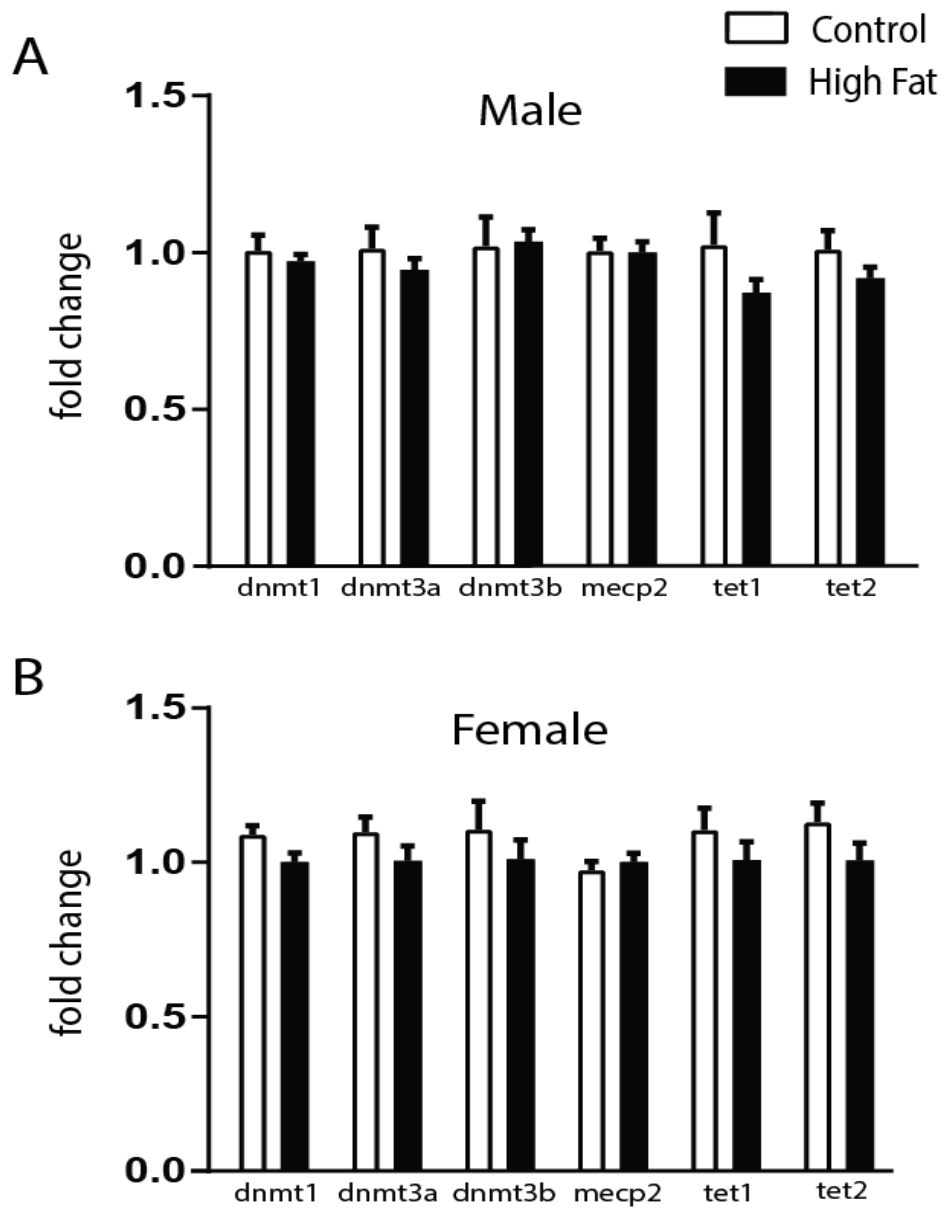 A
Control
High Fat
Male
1.5
1.0
0.5
0.0
fold change
dnmt1 dnmt3a dnmt3b mecp2 tet1 tet2
B
Female
1.5
1.0
0.5
0.0
fold change
dnmt1 dnmt3a dnmt3b mecp2 tet1 tet2